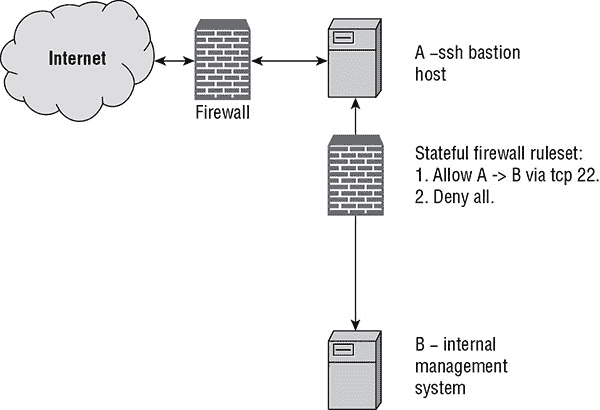 Internet
Firewall
A –ssh bastion
host
Stateful firewall ruleset:
1. Allow A -> B via tcp 22.
2. Deny all.
B – internal
management
system